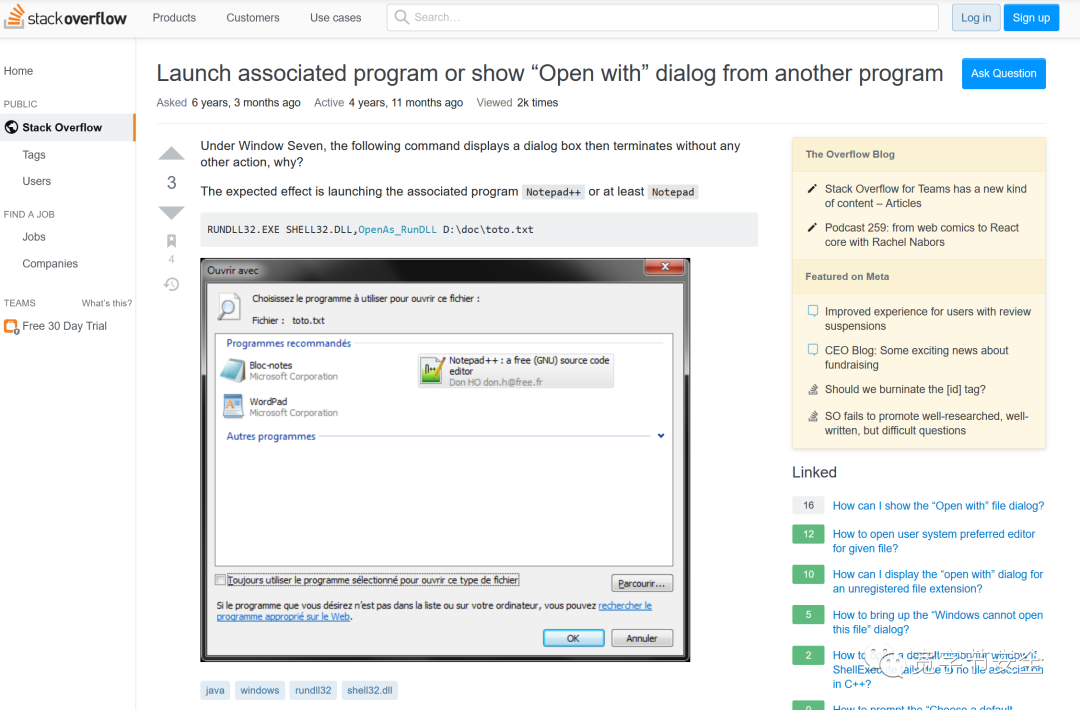 stackoverflow
Products
Customers
Use cases
Search…
Log in
Sign up
Home
PUBLIC
Stack Overflow
Tags
Users
FIND A JOB
Jobs
Companies
TEAMS
What's this?
Free 30 Day Trial
Launch associated program or show “Open with” dialog from another program
Ask Question
Asked 6 years, 3 months ago Active 4 years, 11 months ago Viewed 2k times
3
4
Under Window Seven, the following command displays a dialog box then terminates without any
other action, why?
The expected effect is launching the associated program Notepad++ or at least Notepad
RUNDLL32.EXE SHELL32.DLL,OpenAs_RunDLL D:\doc\toto.txt
Ouvrir avec
x
Choisissez le programme à utiliser pour ouvrir ce fichier :
Fichier : toto.txt
Programmes recommandés
Bloc-notes
Microsoft Corporation
Notepad++ : a free (GNU) source code
editor
Don HO don.h@free.fr
WordPad
Microsoft Corporation
Autres programmes
Toujours utiliser le programme sélectionné pour ouvrir ce type de fichier
Parcourir...
Si le programme que vous désirez n'est pas dans la liste ou sur votre ordinateur, vous pouvez rechercher le
programme approprié sur le Web.
OK
Annuler
java
windows
rundll32
shell32.dll
The Overflow Blog
Stack Overflow for Teams has a new kind
of content – Articles
Podcast 259: from web comics to React
core with Rachel Nabors
Featured on Meta
Improved experience for users with review
suspensions
CEO Blog: Some exciting news about
fundraising
Should we burninate the [id] tag?
SO fails to promote well-researched, well-
written, but difficult questions
Linked
16 How can I show the “Open with” file dialog?
12 How to open user system preferred editor
for given file?
10 How can I display the “open with” dialog for
an unregistered file extension?
5 How to bring up the “Windows cannot open
this file” dialog?
2 How to a default window if
ShellExecute fails due to no file association
in C++?
字节安全
How to prompt the “Choose a default